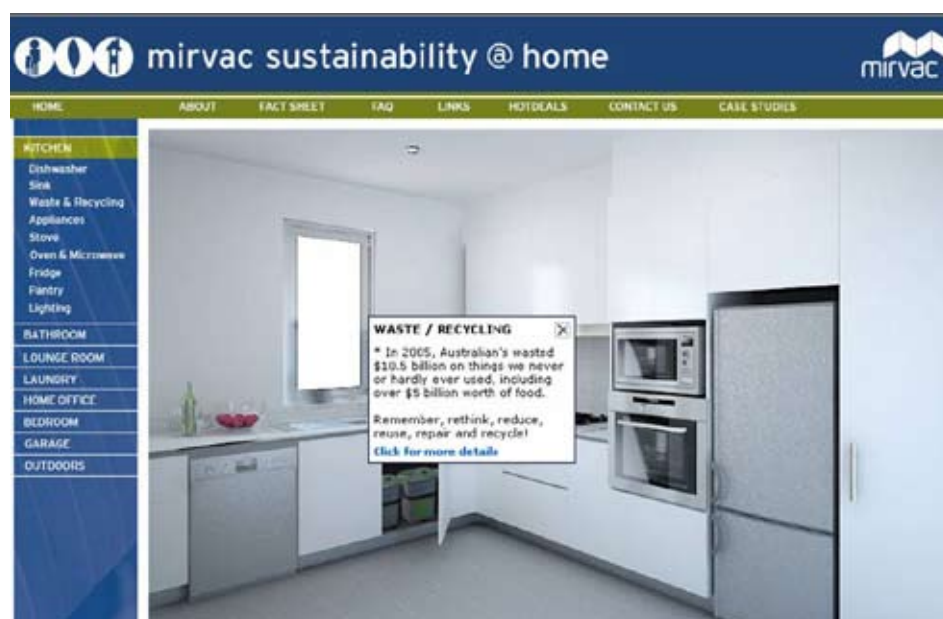 mirvac sustainability @ home
mirvac
HOME ABOUT FACT SHEET FAQ LINKS HOTDEALS CONTACT US CASE STUDIES
KITCHEN
Dishwasher
Sink
Waste & Recycling
Appliances
Stove
Oven & Microwave
Fridge
Pantry
Lighting
BATHROOM
LOUNGE ROOM
LAUNDRY
HOME OFFICE
BEDROOM
GARAGE
OUTDOORS
WASTE / RECYCLING
* In 2005, Australian's wasted
$10.5 billion on things we never
or hardly ever used, including
over $5 billion worth of food.
Remember, rethink, reduce,
reuse, repair and recycle!
Click for more details